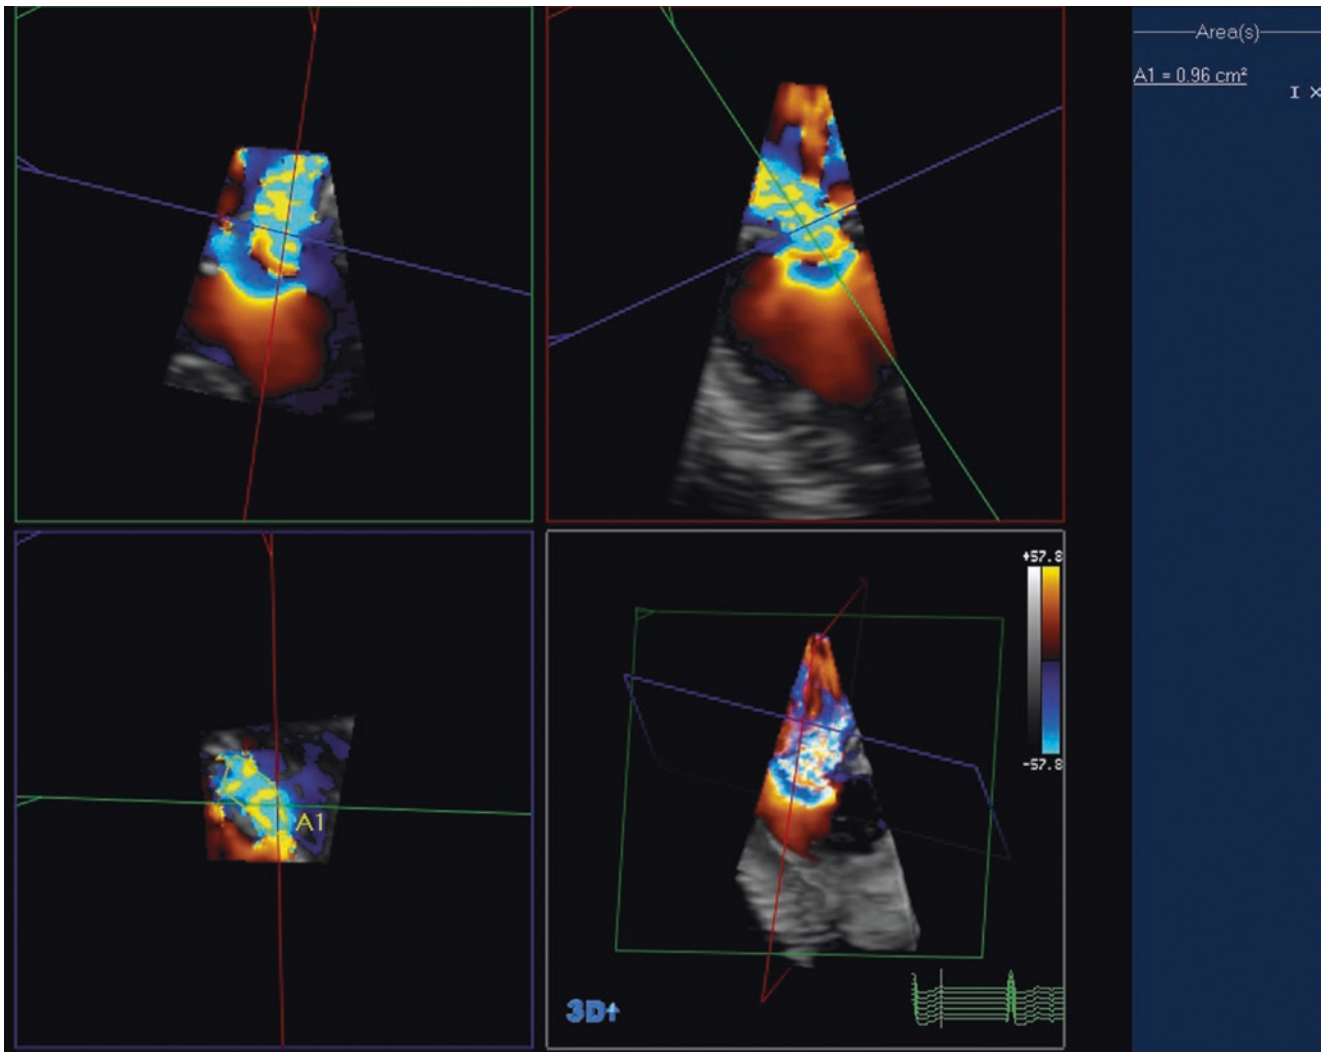 Area(s)
A1 = 0.96 cm²
I ×
+57.8
-57.8
A1
3D